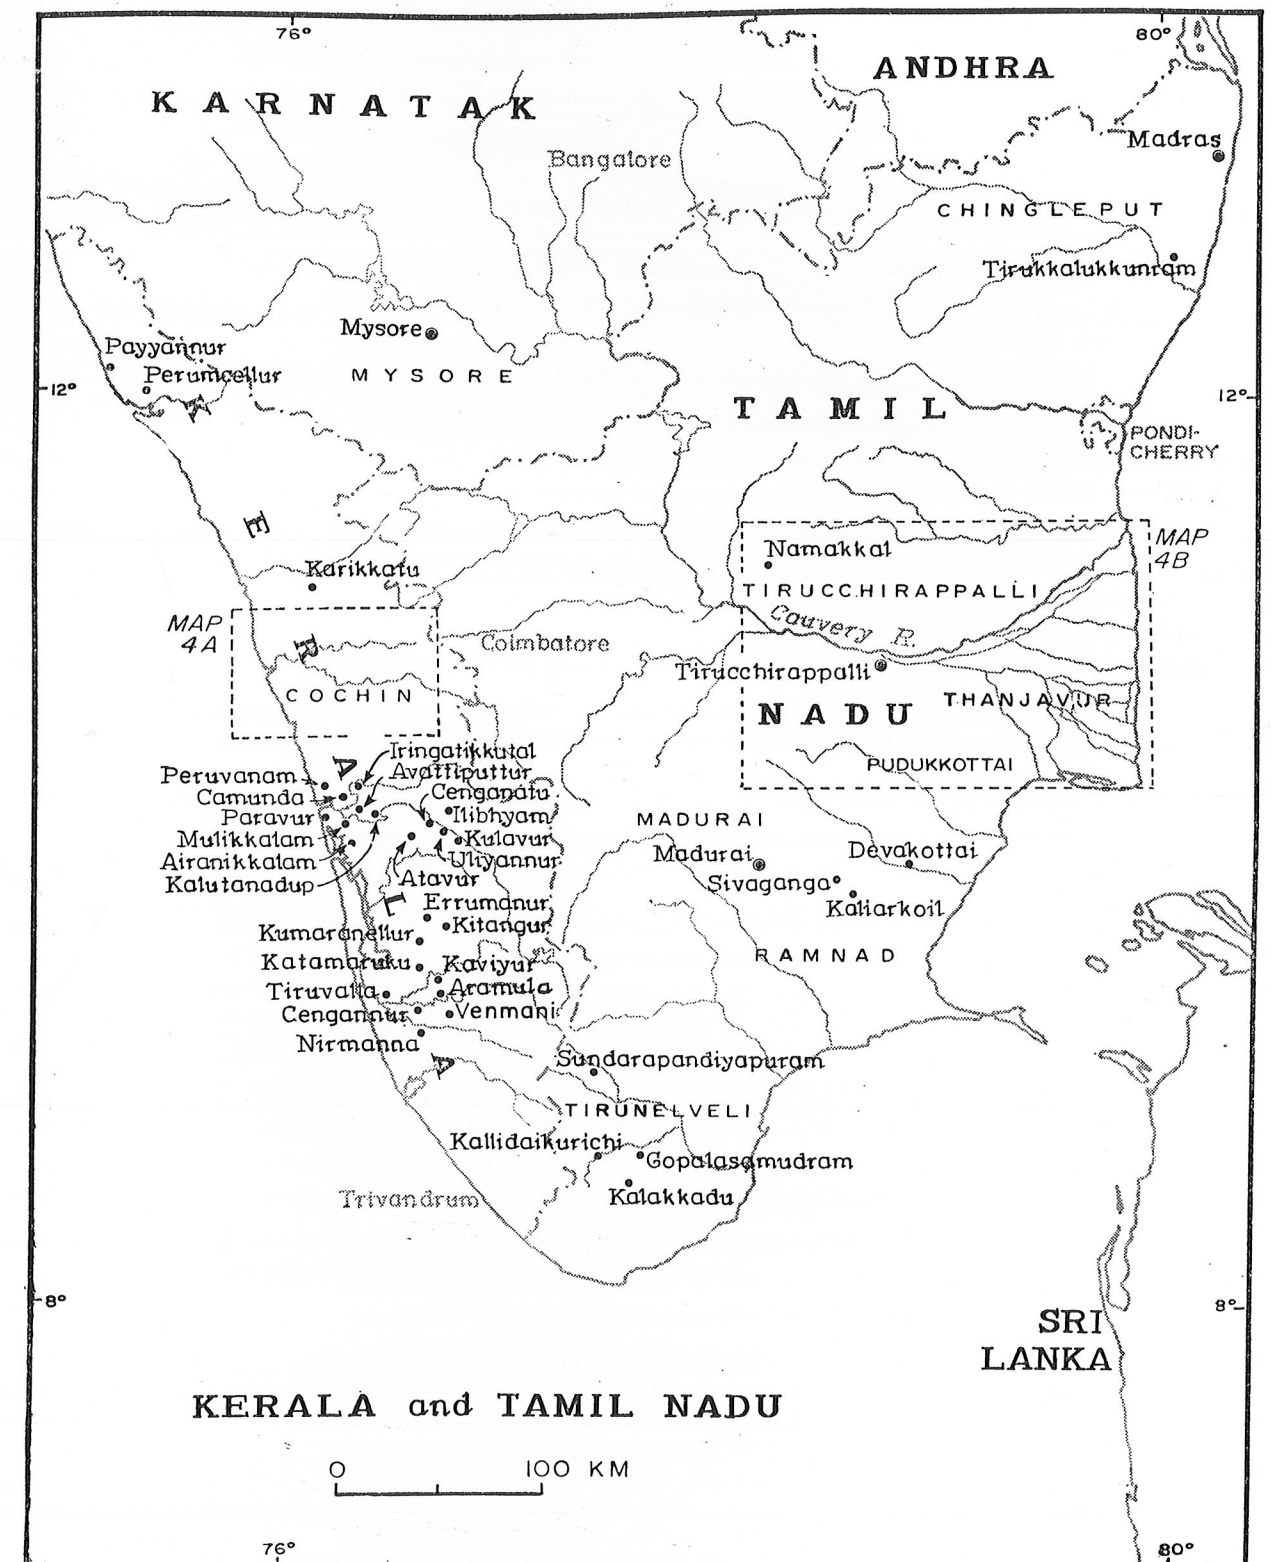 76°
80°
ANDHRA
KARNATAK
Madras
Bangalore
CHINGLEPUT
Tirukkalukkunram
Mysore
Payyannur
Perumcellur
MYSORE
12°
12°
K
TAMIL
PONDI-
CHERRY
E
MAP
4B
Namakkal
Karikkatu
TIRUCCHIRAPPALLI
Cauvery R.
MAP
4A
R
Coimbatore
Tirucchirappalli
COCHIN
THANJAVUR
NADU
Iringatikkutal
A
PUDUKKOTTAI
Peruvanam
Avattiputtur
Camunda
Cenganatu
Paravur
Ilibhyam
MADURAI
Mulikkalam
Kulavur
Airanikkalam
Uliyannur
Madurai
Devakottai
Kalutanadup
Atavur
Sivaganga
L
Errumanur
Kaliarkoil
Kumaranellur
Kitangur
Katamaruku
Kaviyur
RAMNAD
Tiruvalla
Aramula
Cengannur
Venmani
Nirmanna
A
Sundarapandiyapuram
TIRUNELVELI
Kallidaikurichi
Gopalasamudram
Trivandrum
Kalakkadu
8°
8°
SRI
LANKA
KERALA and TAMIL NADU
0 100 KM
76°
80°